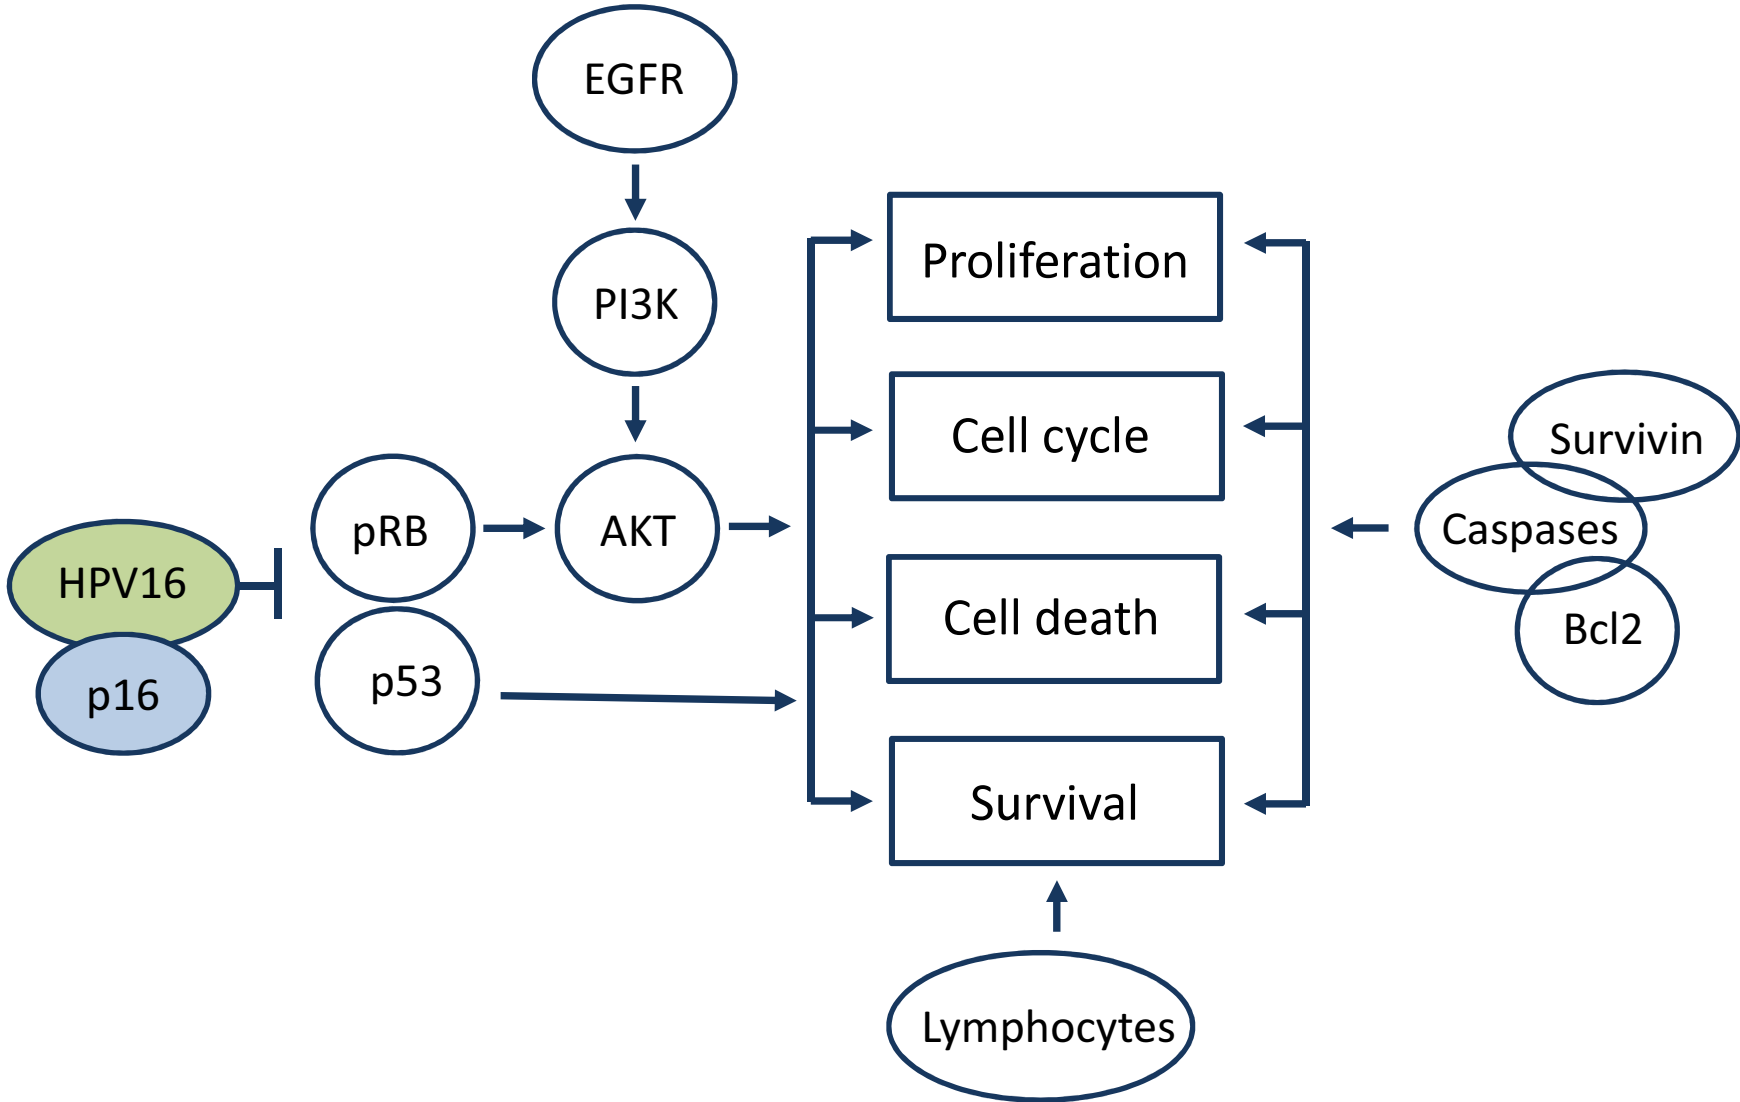 EGFR
PI3K
Proliferation
Cell cycle
Survivin
pRB
AKT
Caspases
HPV16
Cell death
Bcl2
p16
p53
Survival
Lymphocytes